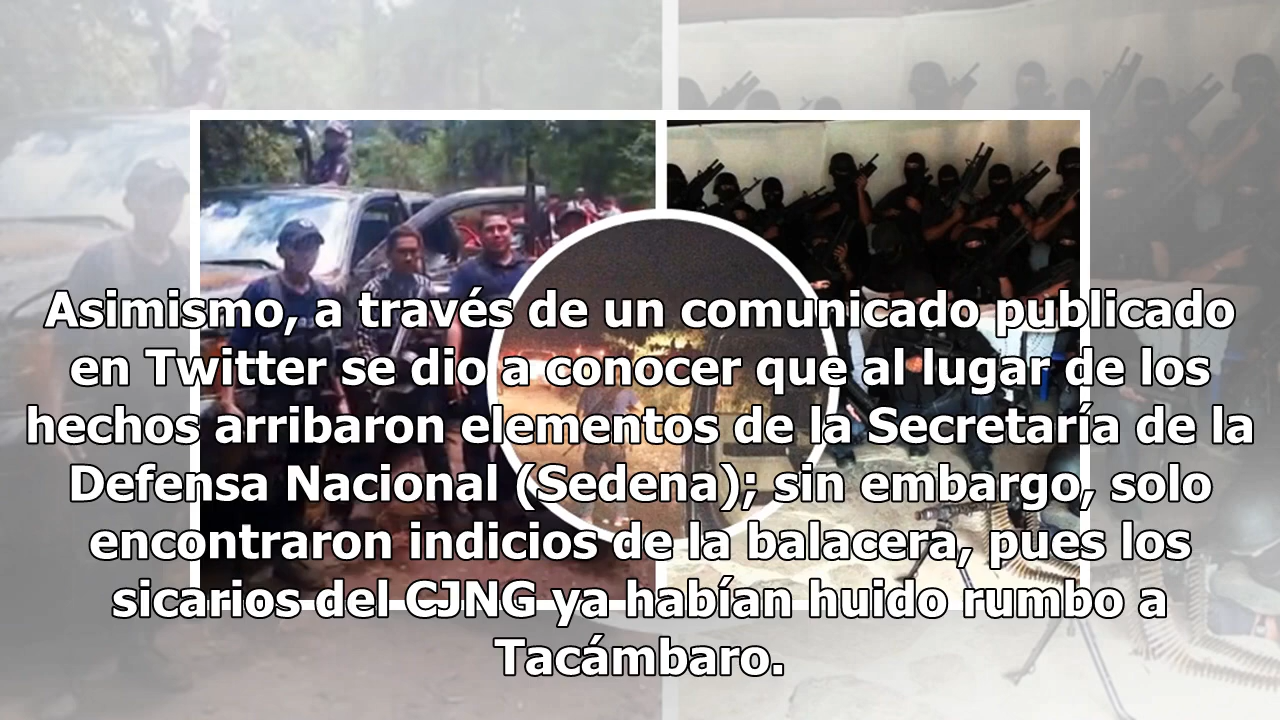 Asimismo, a través de un comunicado publicado
en Twitter se dio a conocer que al lugar de los
hechos arribaron elementos de la Secretaría de la
Defensa Nacional (Sedena); sin embargo, solo
encontraron indicios de la balacera, pues los
sicarios del CJNG ya habían huido rumbo a
Tacámbaro.